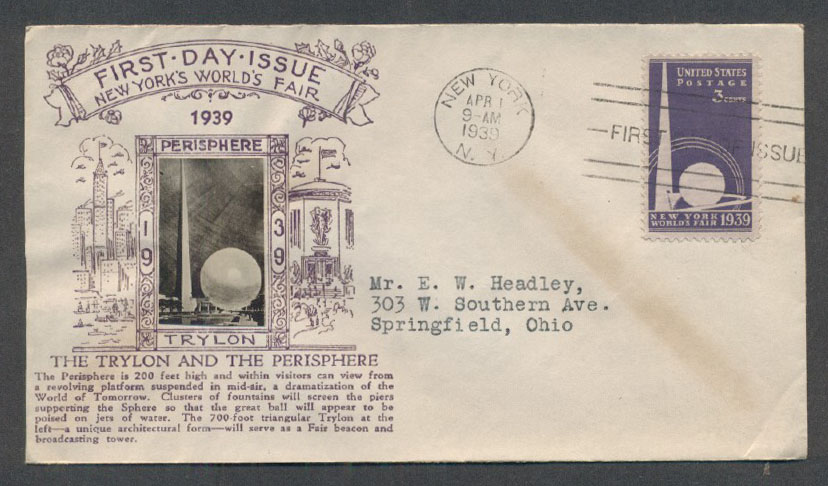 FIRST·DAY·ISSUE
NEW YORK'S WORLD'S FAIR
1939
PERISPHERE
19
39
TRYLON
THE TRYLON AND THE PERISPHERE
The Perisphere is 200 feet high and within visitors can view from
a revolving platform suspended in mid-air, a dramatization of the
World of Tomorrow. Clusters of fountains will screen the piers
supporting the Sphere so that the great ball will appear to be
poised on jets of water. The 700-foot triangular Trylon at the
left—a unique architectural form—will serve as a Fair beacon and
broadcasting tower.
NEW YORK
APR 1
9-AM
1939
N. Y.
FIRST OF ISSUE
UNITED STATES
POSTAGE
3 CENTS
NEW YORK
WORLD'S FAIR 1939
Mr. E. W. Headley,
303 W. Southern Ave.
Springfield, Ohio